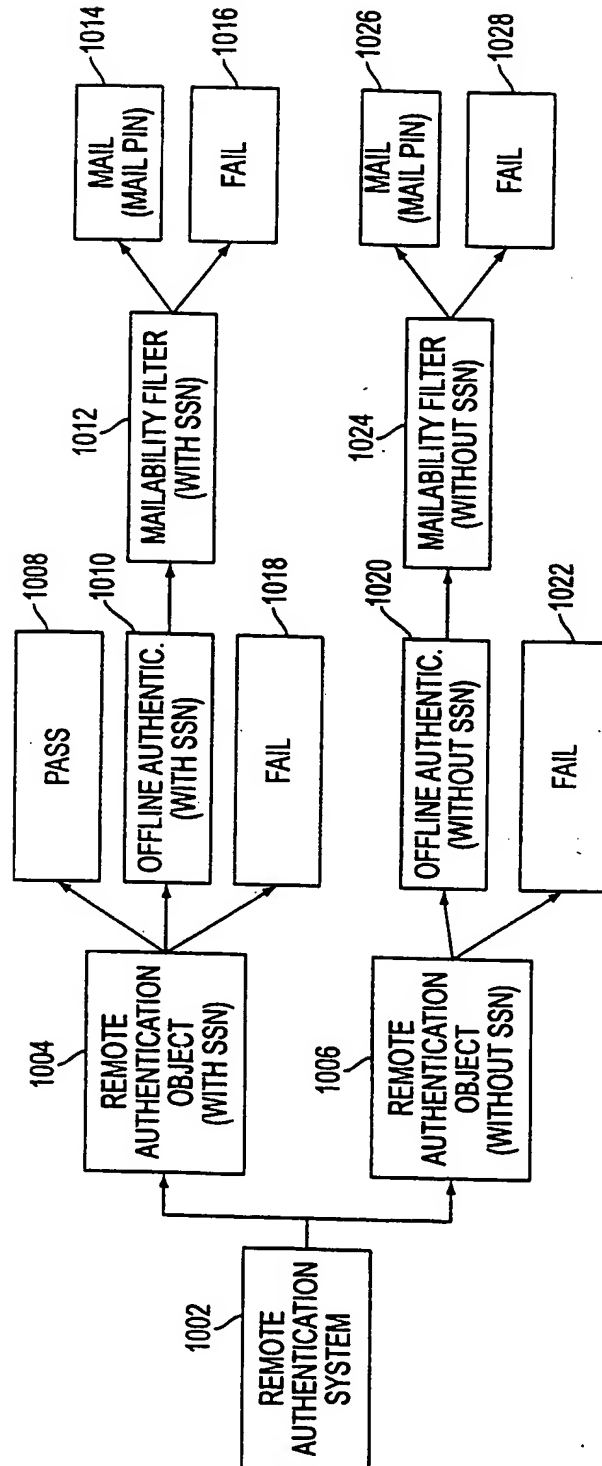 1002
REMOTE
AUTHENTICATION
SYSTEM
1004
REMOTE
AUTHENTICATION
OBJECT
(WITH SSN)
1006
REMOTE
AUTHENTICATION
OBJECT
(WITHOUT SSN)
1008
PASS
1010
OFFLINE AUTHENTIC.
(WITH SSN)
1018
FAIL
1012
MAILABILITY FILTER
(WITH SSN)
1014
MAIL
(MAIL PIN)
1016
FAIL
1020
OFFLINE AUTHENTIC.
(WITHOUT SSN)
1022
FAIL
1024
MAILABILITY FILTER
(WITHOUT SSN)
1026
MAIL
(MAIL PIN)
1028
FAIL